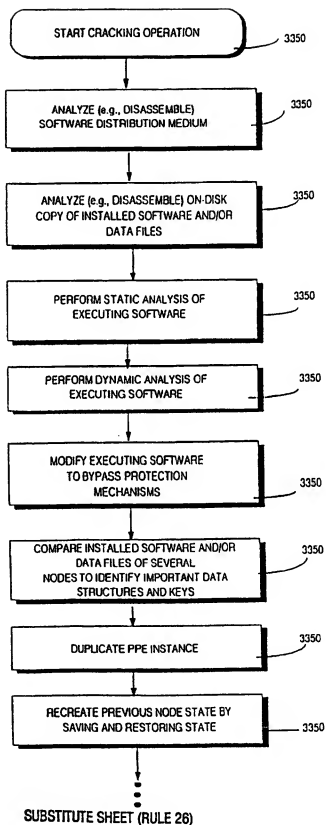 START CRACKING OPERATION
3350
ANALYZE (e.g., DISASSEMBLE)
SOFTWARE DISTRIBUTION MEDIUM
3350
ANALYZE (e.g., DISASSEMBLE) ON-DISK
COPY OF INSTALLED SOFTWARE AND/OR
DATA FILES
3350
PERFORM STATIC ANALYSIS OF
EXECUTING SOFTWARE
3350
PERFORM DYNAMIC ANALYSIS OF
EXECUTING SOFTWARE
3350
MODIFY EXECUTING SOFTWARE
TO BYPASS PROTECTION
MECHANISMS
3350
COMPARE INSTALLED SOFTWARE AND/OR
DATA FILES OF SEVERAL
NODES TO IDENTIFY IMPORTANT DATA
STRUCTURES AND KEYS
3350
DUPLICATE PPE INSTANCE
3350
RECREATE PREVIOUS NODE STATE BY
SAVING AND RESTORING STATE
3350
SUBSTITUTE SHEET (RULE 26)